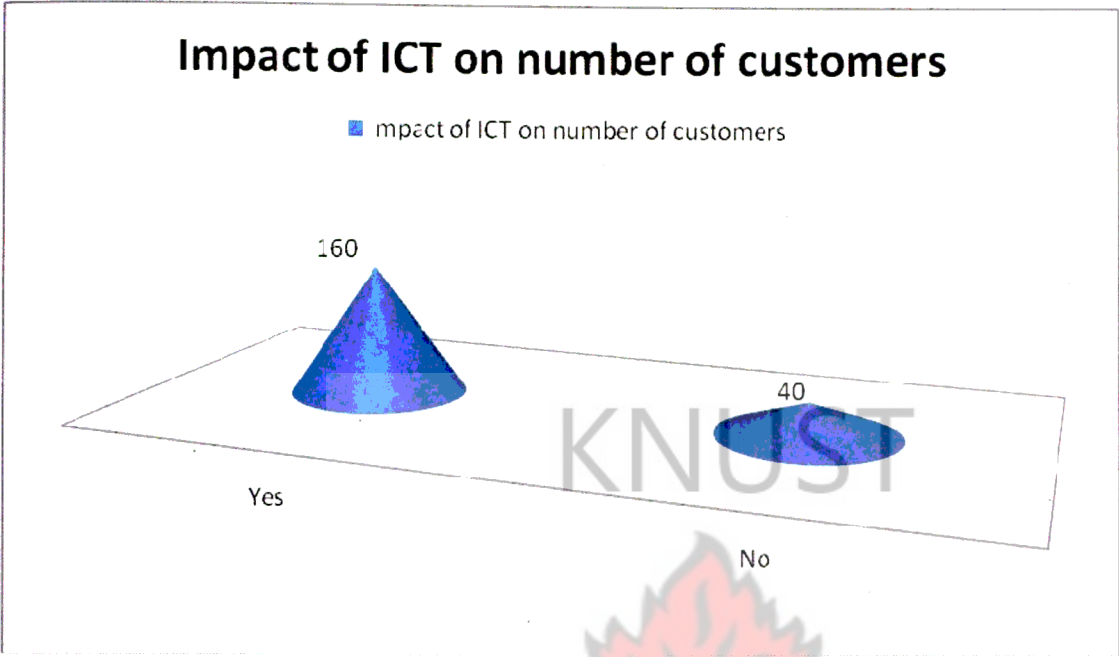 Impact of ICT on number of customers
mpact of ICT on number of customers
160
40
KNUST
Yes
No